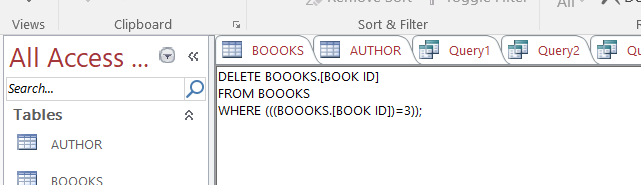 Remove Sort
Toggle Filter
All
Views
Clipboard
Sort & Filter
All Access ...
BOOOKS
AUTHOR
Query1
Query2
Qu
Search...
Tables
AUTHOR
BOOOKS
DELETE BOOOKS.[BOOK ID]
FROM BOOOKS
WHERE (((BOOOKS.[BOOK ID])=3));